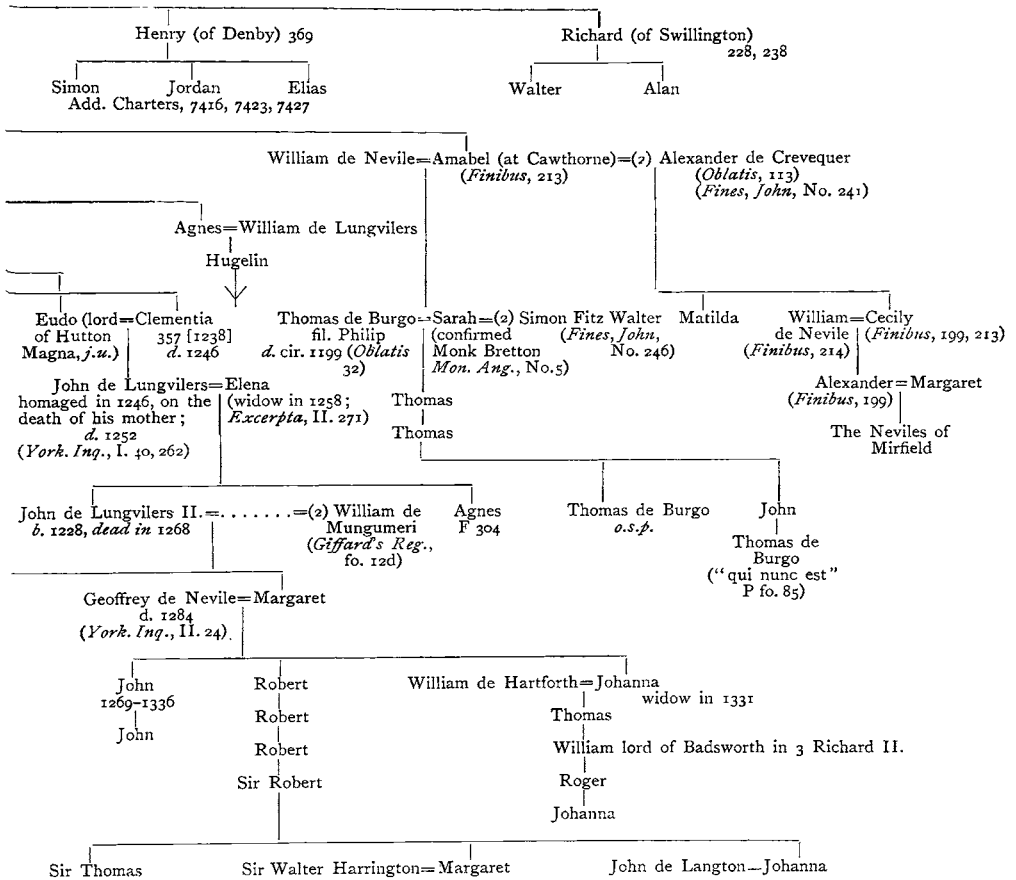 Henry (of Denby) 369
Richard (of Swillington)
228, 238
Simon Jordan Elias
Add. Charters, 7416, 7423, 7427
Walter Alan
William de Nevile=Amabel (at Cawthorne)=(2) Alexander de Crevequer
(Finibus, 213)
(Oblatis, 113)
(Fines, John, No. 241)
Agnes=William de Lungvilers
Hugelin
Eudo (lord=Clementia
of Hutton 357 [1238]
Magna, j.u.) d. 1246
Thomas de Burgo=Sarah=(2) Simon Fitz Walter
fil. Philip (confirmed (Fines, John,
d. cir. 1199 (Oblatis Monk Bretton No. 246)
32) Mon. Ang., No. 5)
Matilda
William=Cecily
de Nevile (Finibus, 199, 213)
(Finibus, 214)
John de Lungvilers=Elena
homaged in 1246, on the (widow in 1258;
death of his mother; Excerpta, II. 271)
d. 1252
(York. Inq., I. 40, 262)
Thomas
Thomas
Alexander=Margaret
(Finibus, 199)
The Neviles of
Mirfield
John de Lungvilers II.=.......=(2) William de
b. 1228, dead in 1268 Mungumeri
(Giffard's Reg.,
fo. 12d)
Agnes
F 304
Thomas de Burgo
o.s.p.
John
Thomas de
Burgo
("qui nunc est"
P fo. 85)
Geoffrey de Nevile=Margaret
d. 1284
(York. Inq., II. 24).
John Robert William de Hartforth=Johanna
1269-1336 widow in 1331
John Robert Thomas
Robert William lord of Badsworth in 3 Richard II.
Sir Robert Roger
Johanna
Sir Thomas Sir Walter Harrington=Margaret John de Langton—Johanna